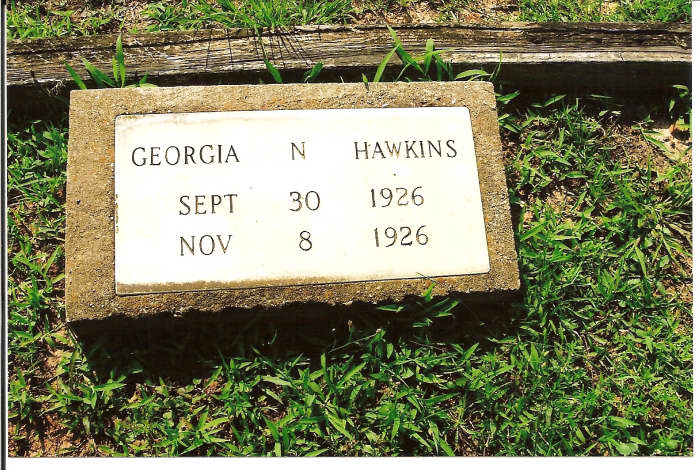 GEORGIA N HAWKINS
SEPT 30 1926
NOV 8 1926